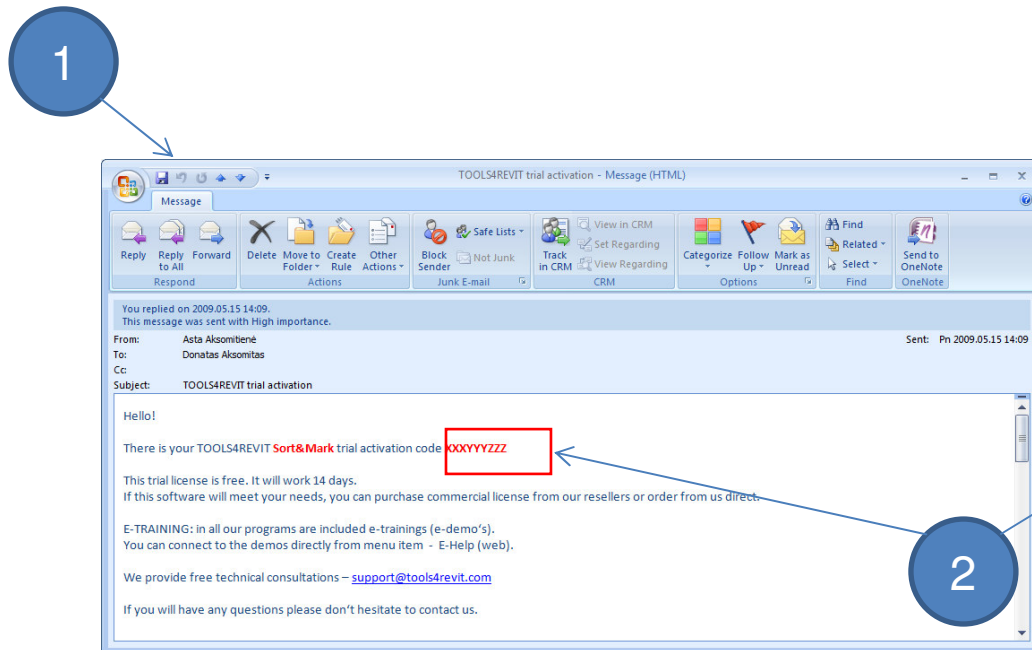 1
TOOLS4REVIT trial activation - Message (HTML)
Message
Reply Reply to All Forward
Respond
Delete Move to Folder Create Rule Other Actions
Actions
Block Sender Safe Lists Not Junk
Junk E-mail
Track in CRM View in CRM Set Regarding View Regarding
CRM
Categorize Follow Up Mark as Unread
Options
Find Related Select
Find
Send to OneNote
OneNote
You replied on 2009.05.15 14:09.
This message was sent with High importance.
From: Asta Aksomitienė Sent: Pn 2009.05.15 14:09
To: Donatas Aksomitas
Cc:
Subject: TOOLS4REVIT trial activation
Hello!
There is your TOOLS4REVIT Sort&Mark trial activation code XXXYYYZZZ
This trial license is free. It will work 14 days.
If this software will meet your needs, you can purchase commercial license from our resellers or order from us direct.
E-TRAINING: in all our programs are included e-trainings (e-demo‘s).
You can connect to the demos directly from menu item - E-Help (web).
We provide free technical consultations – support@tools4revit.com
If you will have any questions please don’t hesitate to contact us.
2